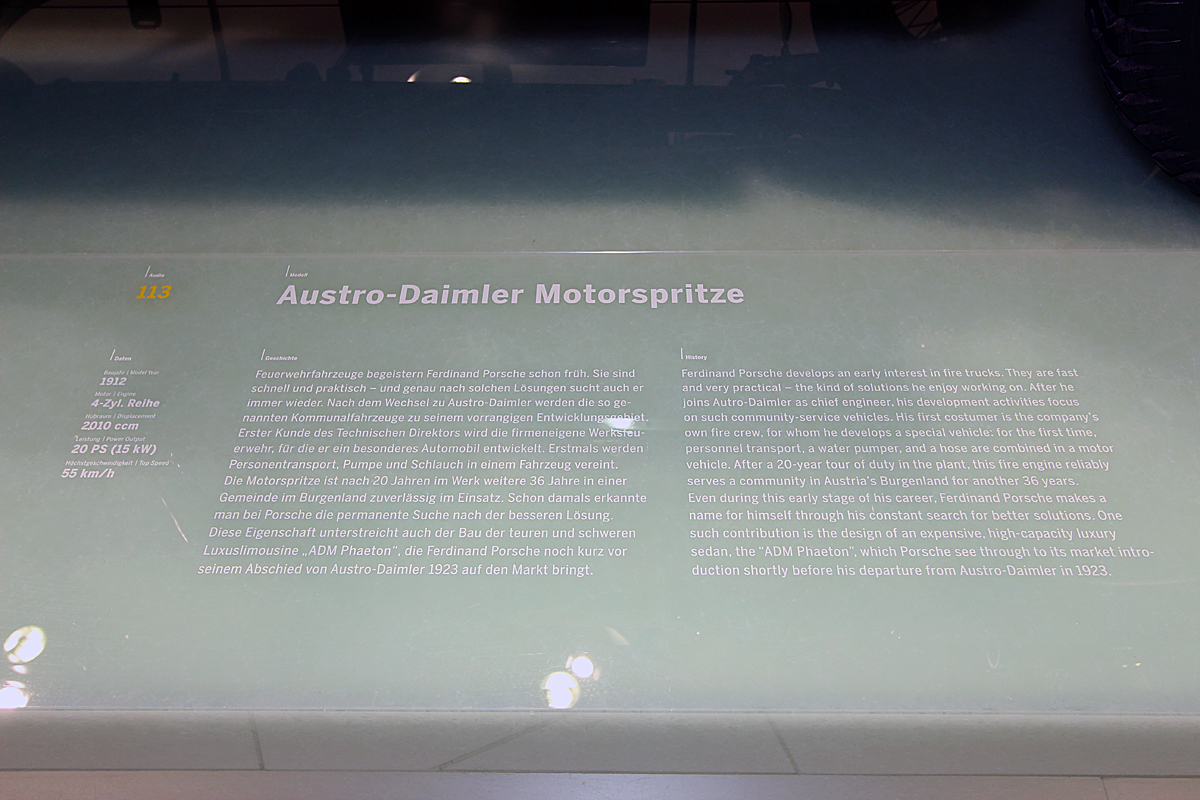 Audio
113
Modell
Austro-Daimler Motorspritze
Daten
Baujahr | Model Year
1912
Motor | Engine
4-Zyl. Reihe
Hubraum | Displacement
2010 ccm
Leistung | Power Output
20 PS (15 kW)
Höchstgeschwindigkeit | Top Speed
55 km/h
Geschichte
Feuerwehrfahrzeuge begeistern Ferdinand Porsche schon früh. Sie sind
schnell und praktisch – und genau nach solchen Lösungen sucht auch er
immer wieder. Nach dem Wechsel zu Austro-Daimler werden die so ge-
nannten Kommunalfahrzeuge zu seinem vorrangigen Entwicklungsgebiet.
Erster Kunde des Technischen Direktors wird die firmeneigene Werksfeu-
erwehr, für die er ein besonderes Automobil entwickelt. Erstmals werden
Personentransport, Pumpe und Schlauch in einem Fahrzeug vereint.
Die Motorspritze ist nach 20 Jahren im Werk weitere 36 Jahre in einer
Gemeinde im Burgenland zuverlässig im Einsatz. Schon damals erkannte
man bei Porsche die permanente Suche nach der besseren Lösung.
Diese Eigenschaft unterstreicht auch der Bau der teuren und schweren
Luxuslimousine „ADM Phaeton“, die Ferdinand Porsche noch kurz vor
seinem Abschied von Austro-Daimler 1923 auf den Markt bringt.
History
Ferdinand Porsche develops an early interest in fire trucks. They are fast
and very practical – the kind of solutions he enjoy working on. After he
joins Autro-Daimler as chief engineer, his development activities focus
on such community-service vehicles. His first costumer is the company's
own fire crew, for whom he develops a special vehicle: for the first time,
personnel transport, a water pumper, and a hose are combined in a motor
vehicle. After a 20-year tour of duty in the plant, this fire engine reliably
serves a community in Austria's Burgenland for another 36 years.
Even during this early stage of his career, Ferdinand Porsche makes a
name for himself through his constant search for better solutions. One
such contribution is the design of an expensive, high-capacity luxury
sedan, the "ADM Phaeton", which Porsche see through to its market intro-
duction shortly before his departure from Austro-Daimler in 1923.